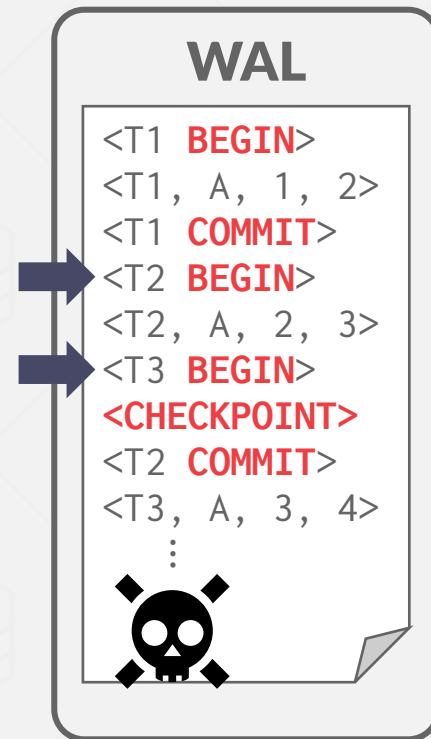 WAL
<T1 BEGIN>
<T1, A, 1, 2>
<T1 COMMIT>
<T2 BEGIN>
<T2, A, 2, 3>
<T3 BEGIN>
<CHECKPOINT>
<T2 COMMIT>
<T3, A, 3, 4>
⋮